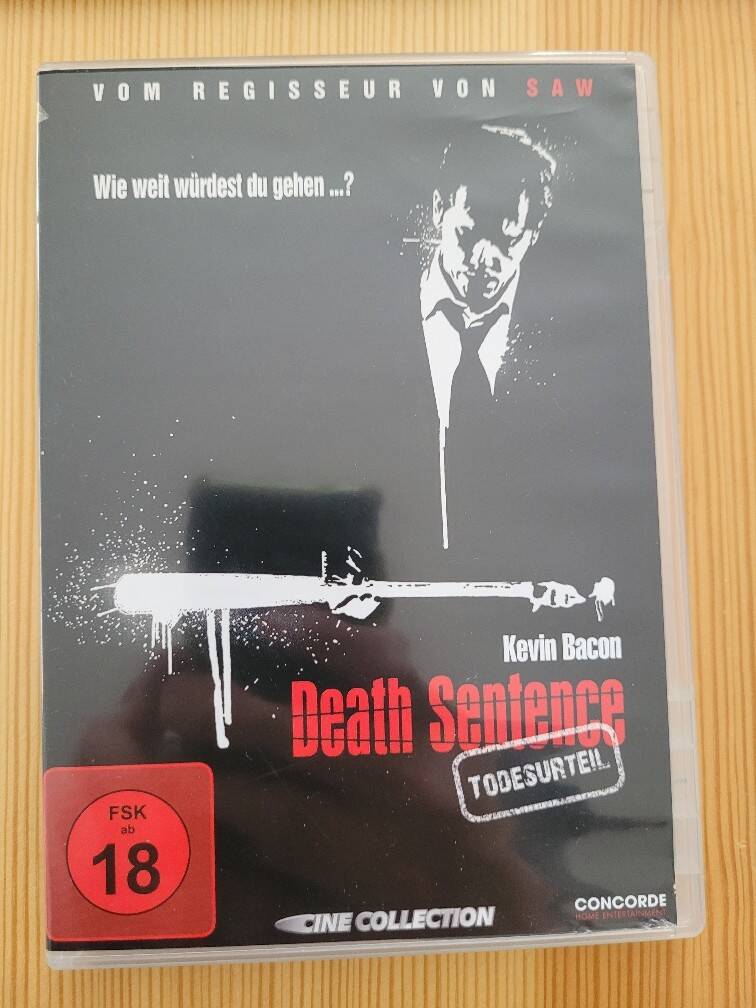 VOM REGISSEUR VON SAW
Wie weit würdest du gehen ...?
Kevin Bacon
Death Sentence
TODESURTEIL
FSK
ab
18
CINE COLLECTION
CONCORDE
HOME ENTERTAINMENT